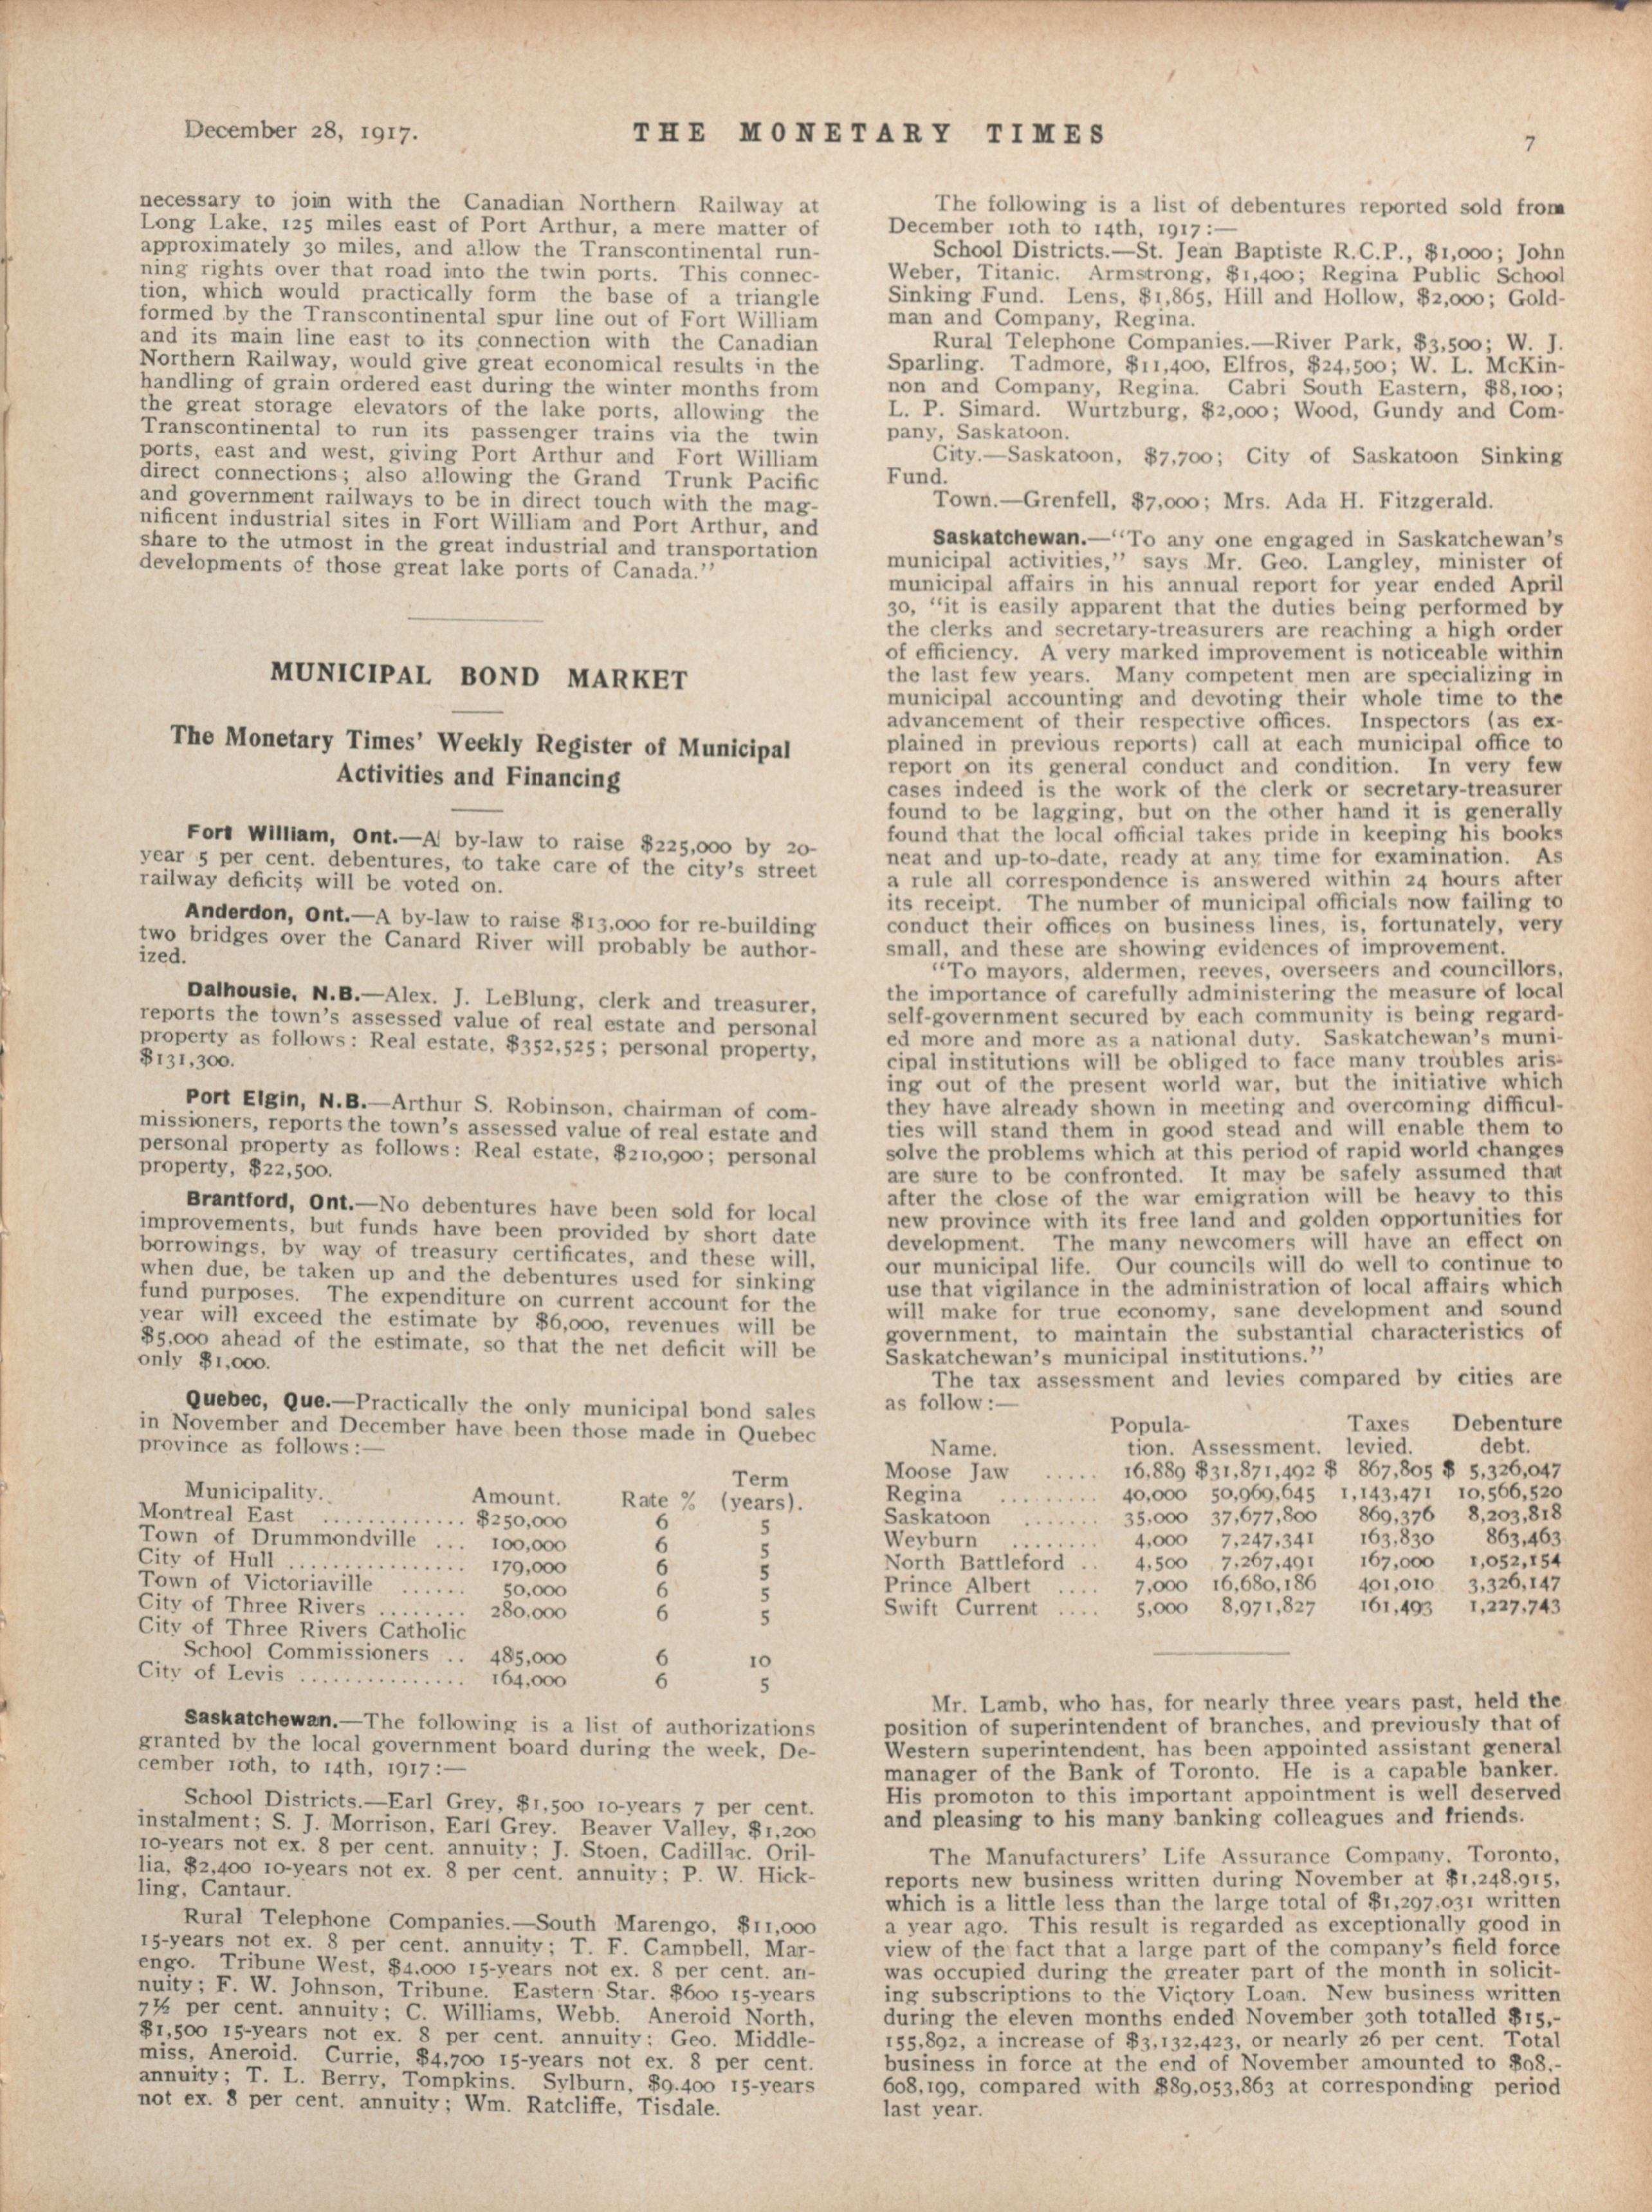 December 28, 1917.
THE MONETARY TIMES
7
necessary to join with the Canadian Northern Railway at
Long Lake, 125 miles east of Port Arthur, a mere matter of
approximately 30 miles, and allow the Transcontinental run-
ning rights over that road into the twin ports. This connec-
tion, which would practically form the base of a triangle
formed by the Transcontinental spur line out of Fort William
and its main line east to its connection with the Canadian
Northern Railway, would give great economical results in the
handling of grain ordered east during the winter months from
the great storage elevators of the lake ports, allowing the
Transcontinental to run its passenger trains via the twin
ports, east and west, giving Port Arthur and Fort William
direct connections; also allowing the Grand Trunk Pacific
and government railways to be in direct touch with the mag-
nificent industrial sites in Fort William and Port Arthur, and
share to the utmost in the great industrial and transportation
developments of those great lake ports of Canada."
MUNICIPAL BOND MARKET
The Monetary Times' Weekly Register of Municipal
Activities and Financing
Fort William, Ont.—A by-law to raise $225,000 by 20-
year 5 per cent. debentures, to take care of the city's street
railway deficits will be voted on.
Anderdon, Ont.—A by-law to raise $13,000 for re-building
two bridges over the Canard River will probably be author-
ized.
Dalhousie, N.B.—Alex. J. LeBlung, clerk and treasurer,
reports the town's assessed value of real estate and personal
property as follows: Real estate, $352,525; personal property,
$131,300.
Port Elgin, N.B.—Arthur S. Robinson, chairman of com-
missioners, reports the town's assessed value of real estate and
personal property as follows: Real estate, $210,900; personal
property, $22,500.
Brantford, Ont.—No debentures have been sold for local
improvements, but funds have been provided by short date
borrowings, by way of treasury certificates, and these will,
when due, be taken up and the debentures used for sinking
fund purposes. The expenditure on current account for the
year will exceed the estimate by $6,000, revenues will be
$5,000 ahead of the estimate, so that the net deficit will be
only $1,000.
Quebec, Que.—Practically the only municipal bond sales
in November and December have been those made in Quebec
province as follows:—
Term
Municipality. Amount. Rate % (years).
Montreal East ............. $250,000 6 5
Town of Drummondville ... 100,000 6 5
City of Hull ................ 179,000 6 5
Town of Victoriaville ...... 50,000 6 5
City of Three Rivers ........ 280,000 6 5
City of Three Rivers Catholic
School Commissioners .. 485,000 6 10
City of Levis ............... 164,000 6 5
Saskatchewan.—The following is a list of authorizations
granted by the local government board during the week, De-
cember 10th, to 14th, 1917:—
School Districts.—Earl Grey, $1,500 10-years 7 per cent.
instalment; S. J. Morrison, Earl Grey. Beaver Valley, $1,200
10-years not ex. 8 per cent. annuity; J. Stoen, Cadillac. Oril-
lia, $2,400 10-years not ex. 8 per cent. annuity; P. W. Hick-
ling, Cantaur.
Rural Telephone Companies.—South Marengo, $11,000
15-years not ex. 8 per cent. annuity; T. F. Campbell, Mar-
engo. Tribune West, $4,000 15-years not ex. 8 per cent. an-
nuity; F. W. Johnson, Tribune. Eastern Star. $600 15-years
7½ per cent. annuity; C. Williams, Webb. Aneroid North,
$1,500 15-years not ex. 8 per cent. annuity; Geo. Middle-
miss, Aneroid. Currie, $4,700 15-years not ex. 8 per cent.
annuity; T. L. Berry, Tompkins. Sylburn, $9,400 15-years
not ex. 8 per cent. annuity; Wm. Ratcliffe, Tisdale.
The following is a list of debentures reported sold from
December 10th to 14th, 1917:—
School Districts.—St. Jean Baptiste R.C.P., $1,000; John
Weber, Titanic. Armstrong, $1,400; Regina Public School
Sinking Fund. Lens, $1,865, Hill and Hollow, $2,000; Gold-
man and Company, Regina.
Rural Telephone Companies.—River Park, $3,500; W. J.
Sparling. Tadmore, $11,400, Elfros, $24,500; W. L. McKin-
non and Company, Regina. Cabri South Eastern, $8,100;
L. P. Simard. Wurtzburg, $2,000; Wood, Gundy and Com-
pany, Saskatoon.
City.—Saskatoon, $7,700; City of Saskatoon Sinking
Fund.
Town.—Grenfell, $7,000; Mrs. Ada H. Fitzgerald.
Saskatchewan.—"To any one engaged in Saskatchewan's
municipal activities," says Mr. Geo. Langley, minister of
municipal affairs in his annual report for year ended April
30, "it is easily apparent that the duties being performed by
the clerks and secretary-treasurers are reaching a high order
of efficiency. A very marked improvement is noticeable within
the last few years. Many competent men are specializing in
municipal accounting and devoting their whole time to the
advancement of their respective offices. Inspectors (as ex-
plained in previous reports) call at each municipal office to
report on its general conduct and condition. In very few
cases indeed is the work of the clerk or secretary-treasurer
found to be lagging, but on the other hand it is generally
found that the local official takes pride in keeping his books
neat and up-to-date, ready at any time for examination. As
a rule all correspondence is answered within 24 hours after
its receipt. The number of municipal officials now failing to
conduct their offices on business lines, is, fortunately, very
small, and these are showing evidences of improvement.
"To mayors, aldermen, reeves, overseers and councillors,
the importance of carefully administering the measure of local
self-government secured by each community is being regard-
ed more and more as a national duty. Saskatchewan's muni-
cipal institutions will be obliged to face many troubles aris-
ing out of the present world war, but the initiative which
they have already shown in meeting and overcoming difficul-
ties will stand them in good stead and will enable them to
solve the problems which at this period of rapid world changes
are sure to be confronted. It may be safely assumed that
after the close of the war emigration will be heavy to this
new province with its free land and golden opportunities for
development. The many newcomers will have an effect on
our municipal life. Our councils will do well to continue to
use that vigilance in the administration of local affairs which
will make for true economy, sane development and sound
government, to maintain the substantial characteristics of
Saskatchewan's municipal institutions."
The tax assessment and levies compared by cities are
as follow:—
Popula- Taxes Debenture
Name. tion. Assessment. levied. debt.
Moose Jaw ..... 16,889 $31,871,492 $ 867,805 $ 5,326,047
Regina ......... 40,000 50,969,645 1,143,471 10,566,520
Saskatoon ....... 35,000 37,677,800 869,376 8,203,818
Weyburn ........ 4,000 7,247,341 163,830 863,463
North Battleford .. 4,500 7,267,491 167,000 1,052,154
Prince Albert .... 7,000 16,680,186 401,010 3,326,147
Swift Current .... 5,000 8,971,827 161,493 1,227,743
Mr. Lamb, who has, for nearly three years past, held the
position of superintendent of branches, and previously that of
Western superintendent, has been appointed assistant general
manager of the Bank of Toronto. He is a capable banker.
His promoton to this important appointment is well deserved
and pleasing to his many banking colleagues and friends.
The Manufacturers' Life Assurance Company, Toronto,
reports new business written during November at $1,248,915,
which is a little less than the large total of $1,297,031 written
a year ago. This result is regarded as exceptionally good in
view of the fact that a large part of the company's field force
was occupied during the greater part of the month in solicit-
ing subscriptions to the Victory Loan. New business written
during the eleven months ended November 30th totalled $15,-
155,892, a increase of $3,132,423, or nearly 26 per cent. Total
business in force at the end of November amounted to $98,-
608,199, compared with $89,053,863 at corresponding period
last year.